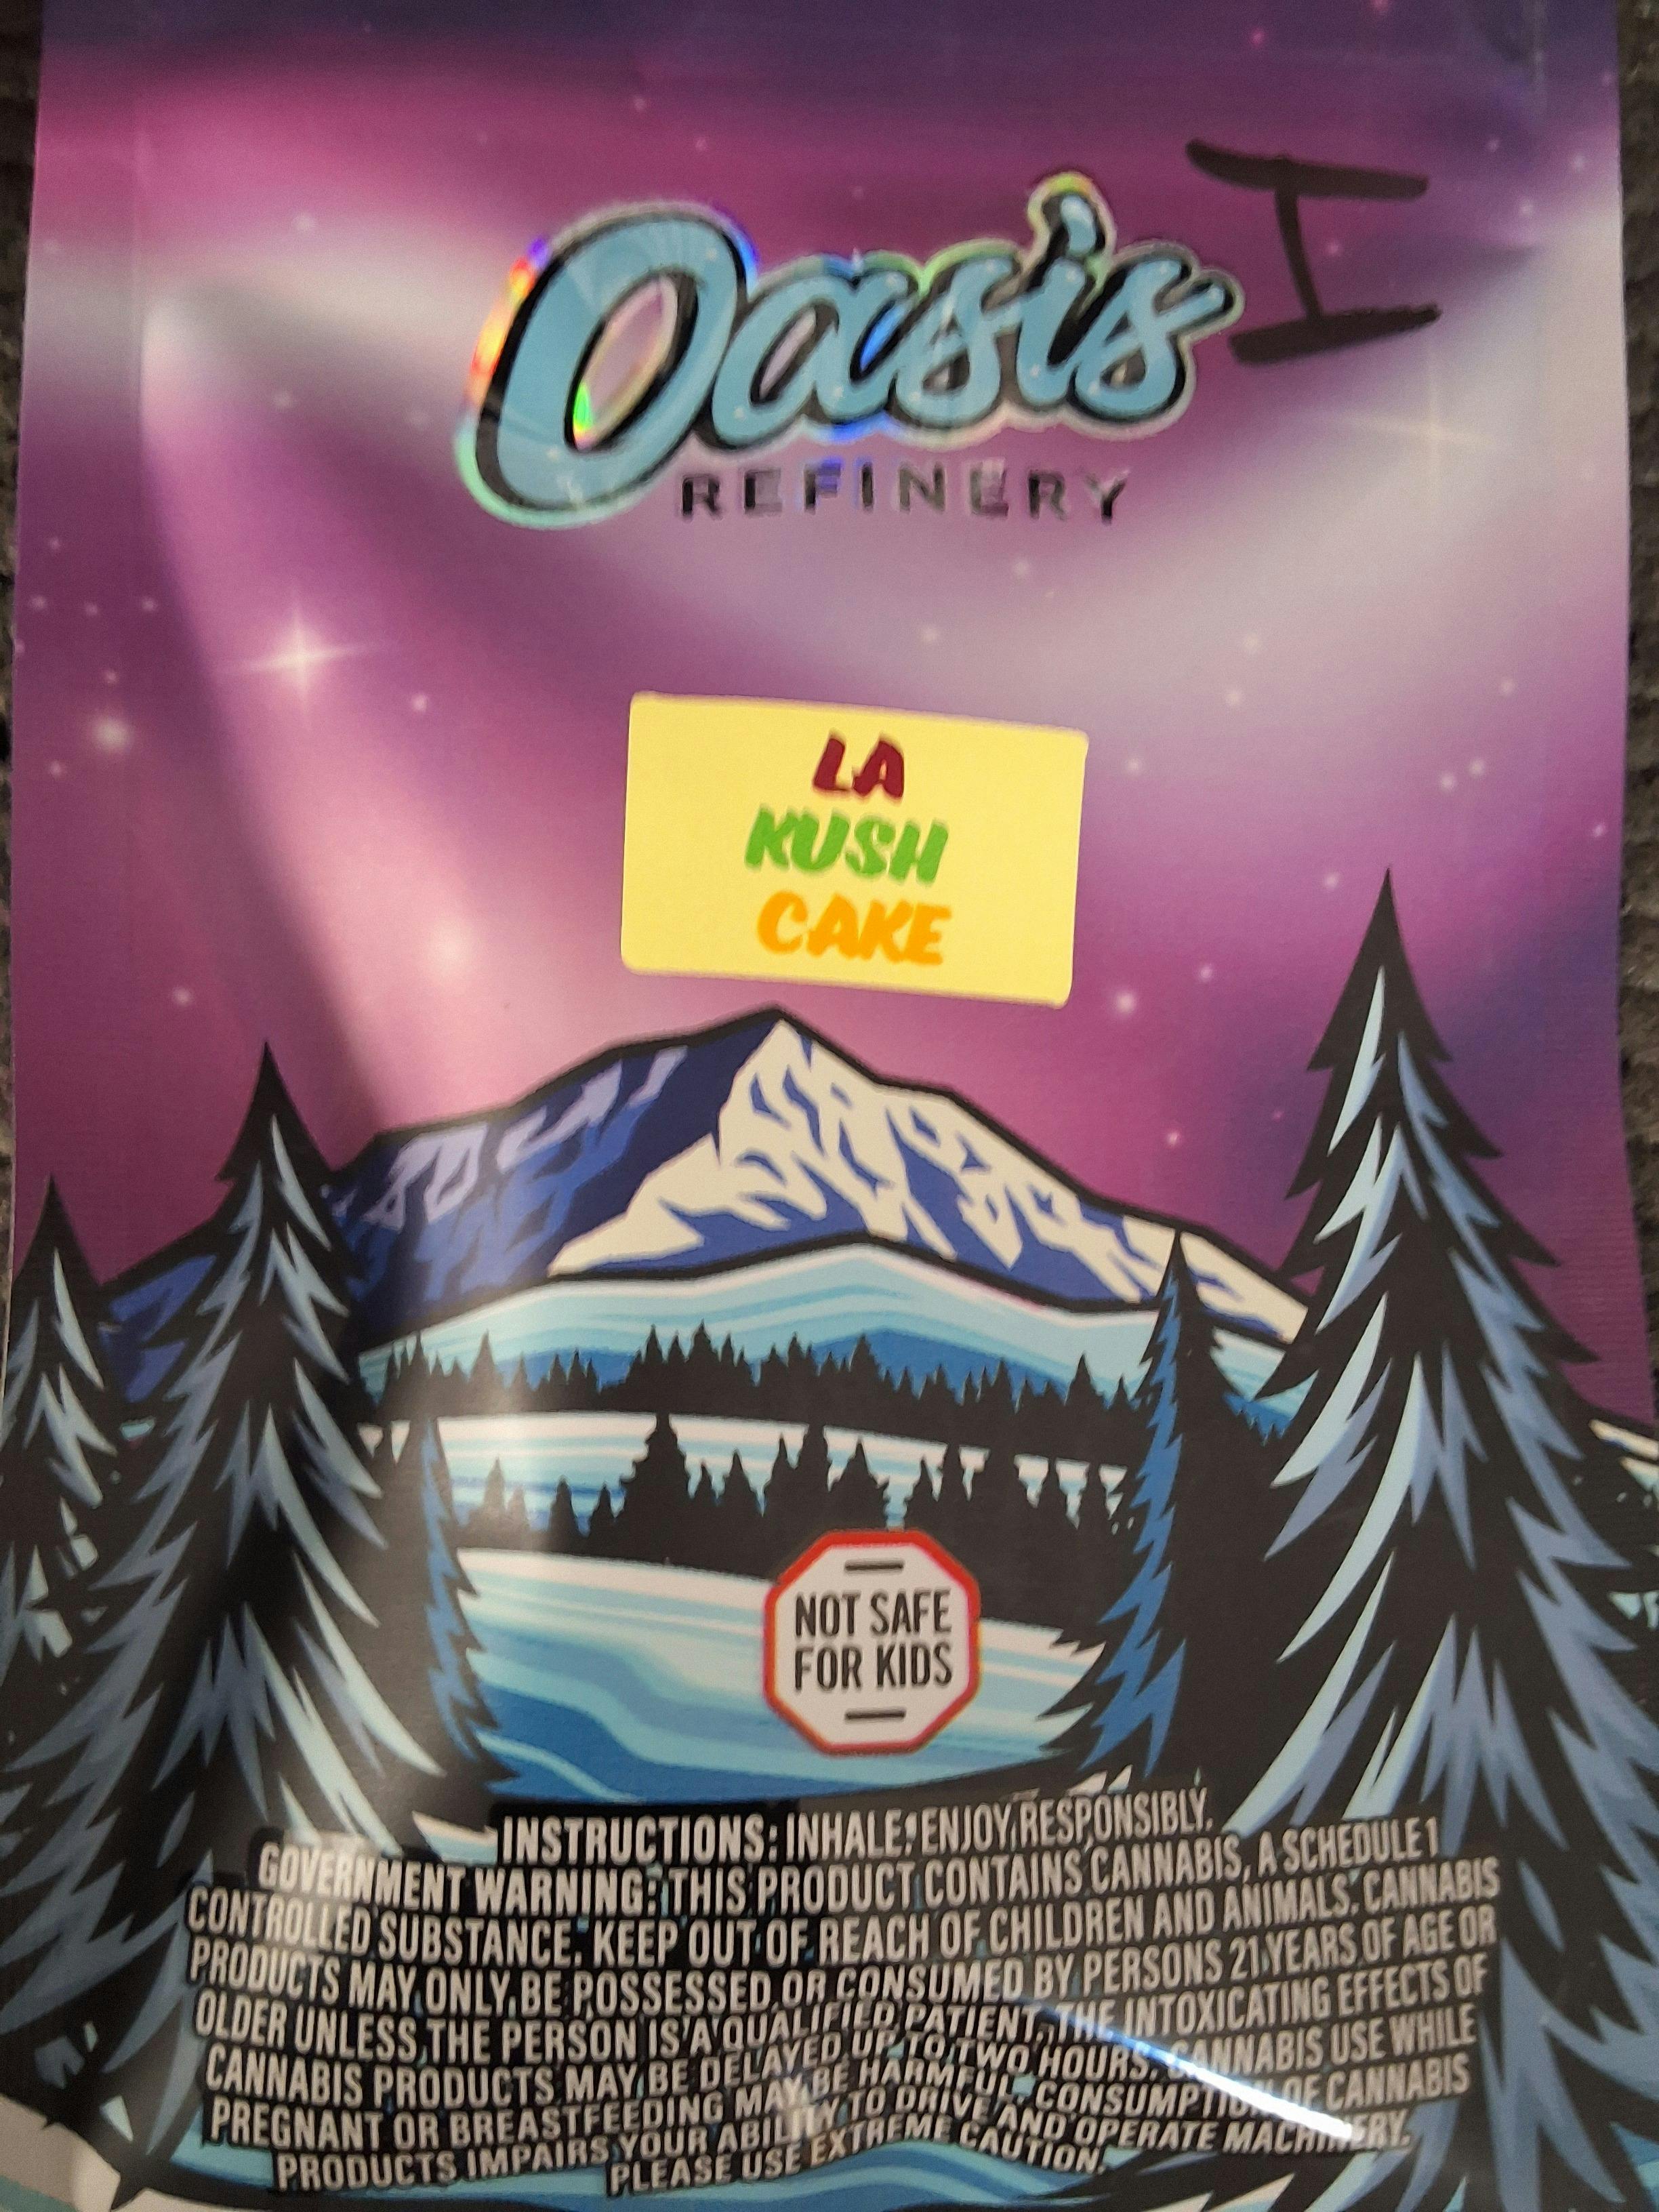 Oasis
I
REFINERY
LA
KUSH
CAKE
NOT SAFE
FOR KIDS
INSTRUCTIONS: INHALE. ENJOY RESPONSIBLY.
GOVERNMENT WARNING: THIS PRODUCT CONTAINS CANNABIS, A SCHEDULE 1
CONTROLLED SUBSTANCE. KEEP OUT OF REACH OF CHILDREN AND ANIMALS. CANNABIS
PRODUCTS MAY ONLY BE POSSESSED OR CONSUMED BY PERSONS 21 YEARS OF AGE OR
OLDER UNLESS THE PERSON IS A QUALIFIED PATIENT. THE INTOXICATING EFFECTS OF
CANNABIS PRODUCTS MAY BE DELAYED UP TO TWO HOURS. CANNABIS USE WHILE
PREGNANT OR BREASTFEEDING MAY BE HARMFUL. CONSUMPTION OF CANNABIS
PRODUCTS IMPAIRS YOUR ABILITY TO DRIVE AND OPERATE MACHINERY.
PLEASE USE EXTREME CAUTION.